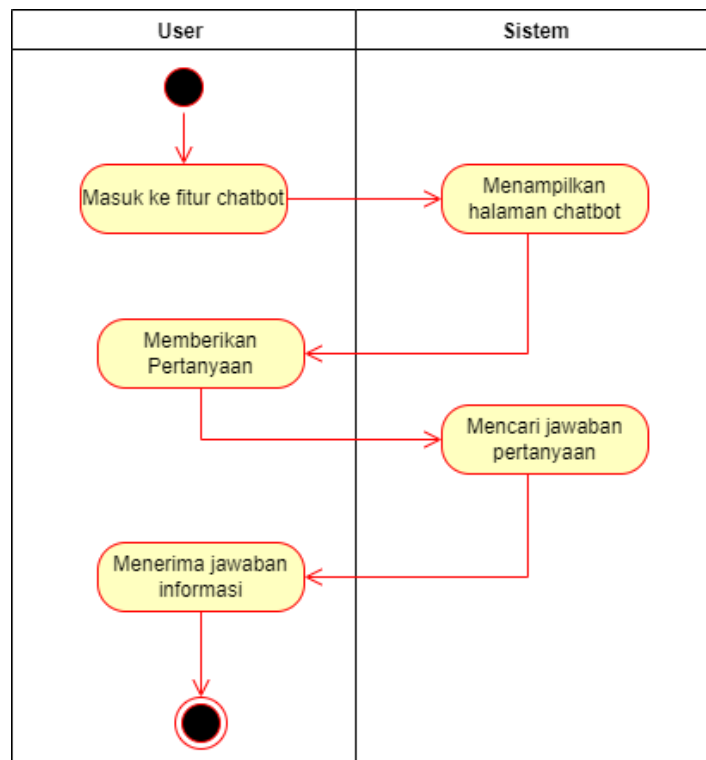 User
Sistem
Masuk ke fitur chatbot
Menampilkan
halaman chatbot
Memberikan
Pertanyaan
Mencari jawaban
pertanyaan
Menerima jawaban
informasi